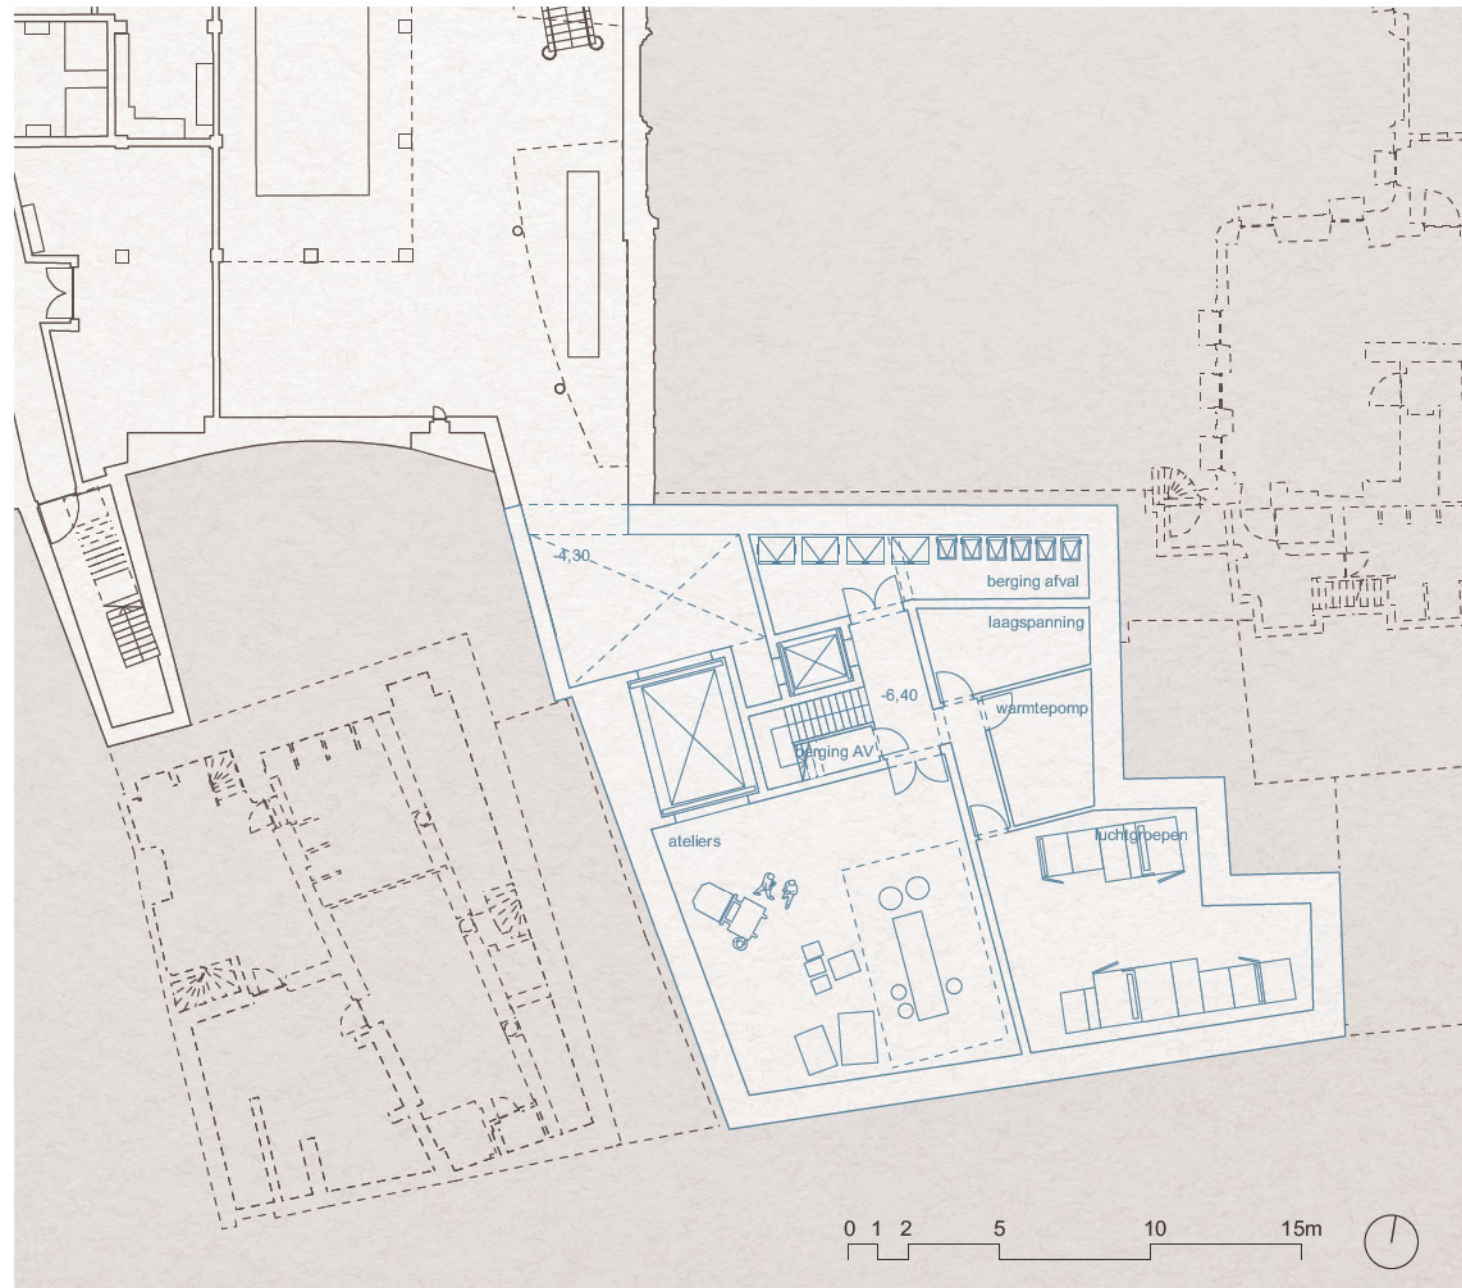 -4,30
berging afval
laagspanning
-6,40
warmtepomp
berging AV
luchtgroepen
ateliers
0 1 2 5 10 15m